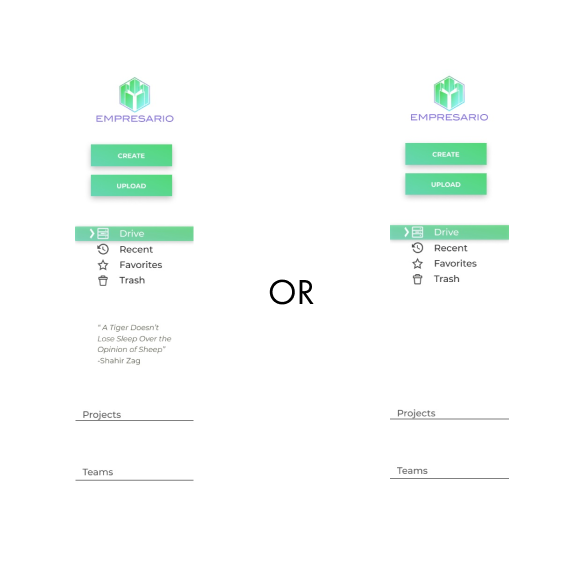 EMPRESARIO
CREATE
UPLOAD
Drive
Recent
Favorites
Trash
“ A Tiger Doesn’t
Lose Sleep Over the
Opinion of Sheep”
-Shahir Zag
Projects
Teams
OR
EMPRESARIO
CREATE
UPLOAD
Drive
Recent
Favorites
Trash
Projects
Teams